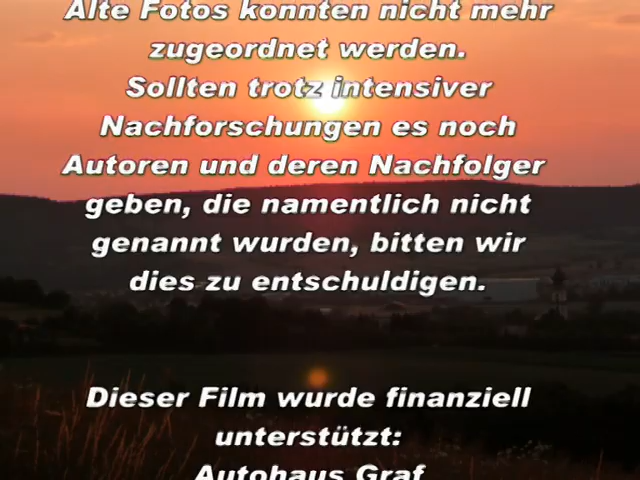 Alte Fotos konnten nicht mehr
zugeordnet werden.
Sollten trotz intensiver
Nachforschungen es noch
Autoren und deren Nachfolger
geben, die namentlich nicht
genannt wurden, bitten wir
dies zu entschuldigen.
Dieser Film wurde finanziell
unterstützt:
Autohaus Graf